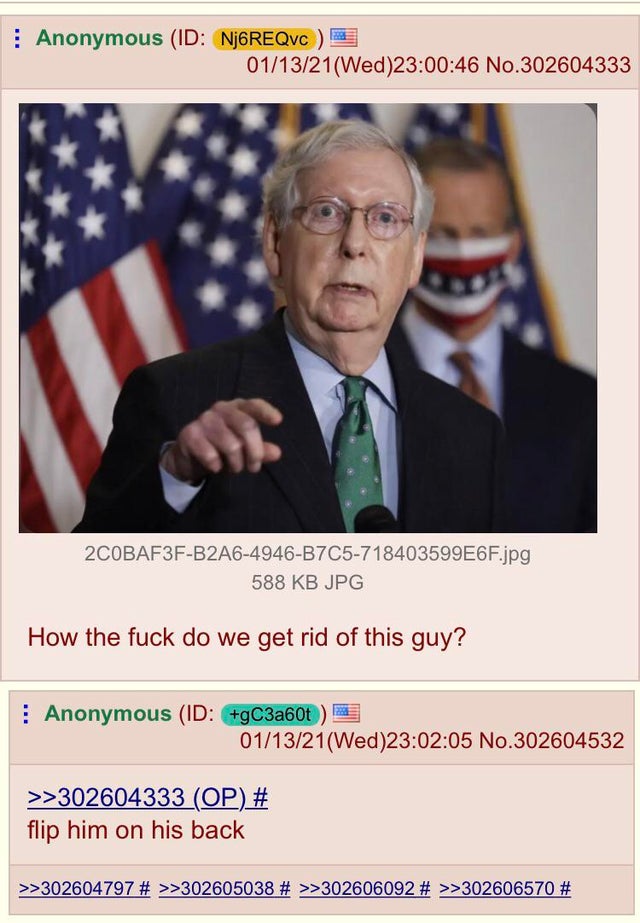 Anonymous (ID: Nj6REQvc)
01/13/21(Wed)23:00:46 No.302604333
2C0BAF3F-B2A6-4946-B7C5-718403599E6F.jpg
588 KB JPG
How the fuck do we get rid of this guy?
Anonymous (ID: +gC3a60t)
01/13/21(Wed)23:02:05 No.302604532
>>302604333 (OP) #
flip him on his back
>>302604797 # >>302605038 # >>302606092 # >>302606570 #